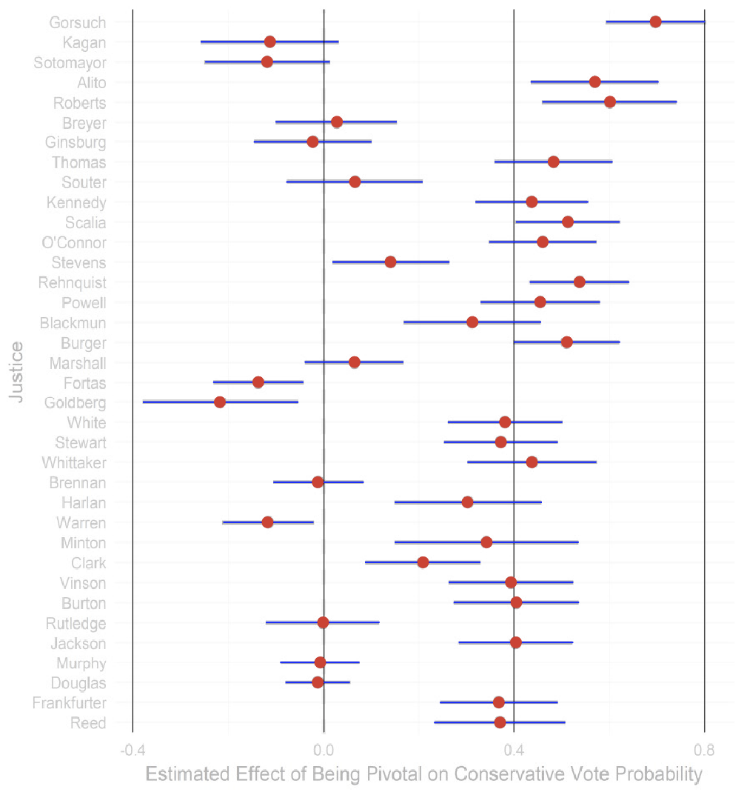 Gorsuch
Kagan
Sotomayor
Alito
Roberts
Breyer
Ginsburg
Thomas
Souter
Kennedy
Scalia
O'Connor
Stevens
Rehnquist
Powell
Blackmun
Burger
Marshall
Fortas
Goldberg
White
Stewart
Whittaker
Brennan
Harlan
Warren
Minton
Clark
Vinson
Burton
Rutledge
Jackson
Murphy
Douglas
Frankfurter
Reed
Justice
-0.4 0.0 0.4 0.8
Estimated Effect of Being Pivotal on Conservative Vote Probability